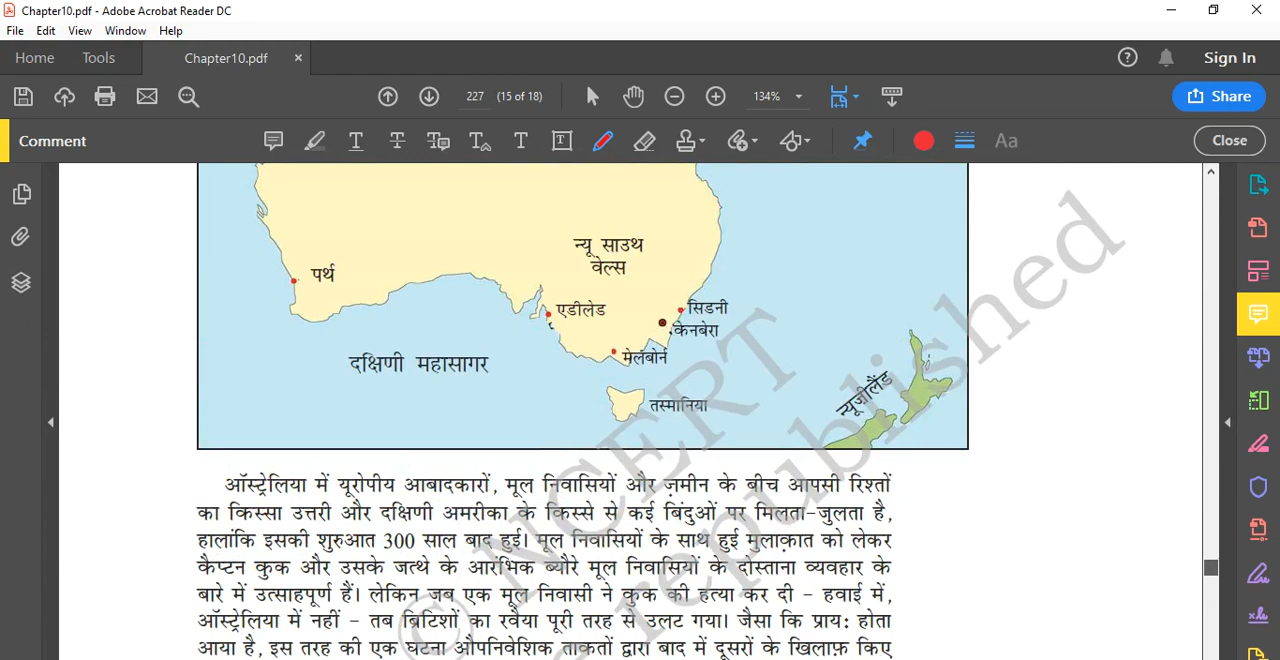 Chapter10.pdf - Adobe Acrobat Reader DC
File Edit View Window Help
Home Tools Chapter10.pdf × Sign In
227 (15 of 18) 134% Share
Comment Aa Close
न्यू साउथ
वेल्स
पर्थ
एडीलेड
सिडनी
केनबेरा
मेलबोर्न
दक्षिणी महासागर
तस्मानिया
न्यूज़ीलैंड
© NCERT
republished
ऑस्ट्रेलिया में यूरोपीय आबादकारों, मूल निवासियों और ज़मीन के बीच आपसी रिश्तों
का किस्सा उत्तरी और दक्षिणी अमरीका के किस्से से कई बिंदुओं पर मिलता-जुलता है,
हालांकि इसकी शुरुआत 300 साल बाद हुई। मूल निवासियों के साथ हुई मुलाक़ात को लेकर
कैप्टन कुक और उसके जत्थे के आरंभिक ब्यौरे मूल निवासियों के दोस्ताना व्यवहार के
बारे में उत्साहपूर्ण हैं। लेकिन जब एक मूल निवासी ने कुक की हत्या कर दी - हवाई में,
ऑस्ट्रेलिया में नहीं - तब ब्रिटिशों का रवैया पूरी तरह से उलट गया। जैसा कि प्राय: होता
आया है, इस तरह की एक घटना औपनिवेशिक ताकतों द्वारा बाद में दूसरों के खिलाफ़ किए